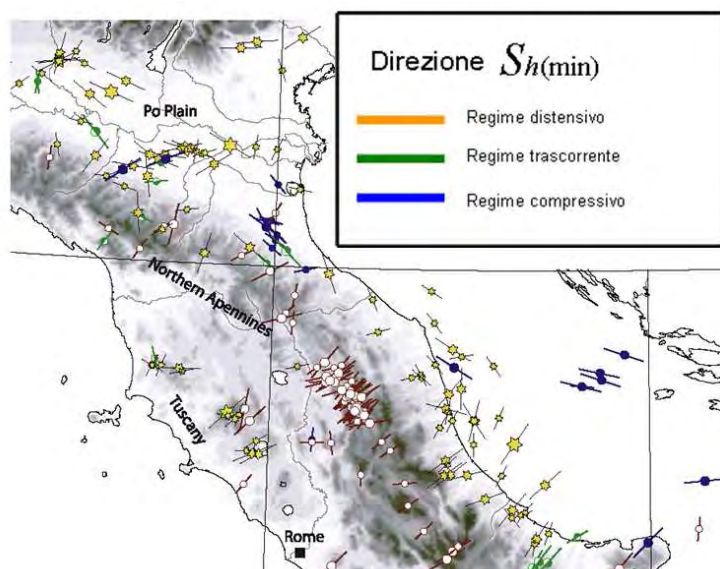 Direzione Sh(min)
Regime distensivo
Regime trascorrente
Regime compressivo
Po Plain
Northern Apennines
Tuscany
Rome